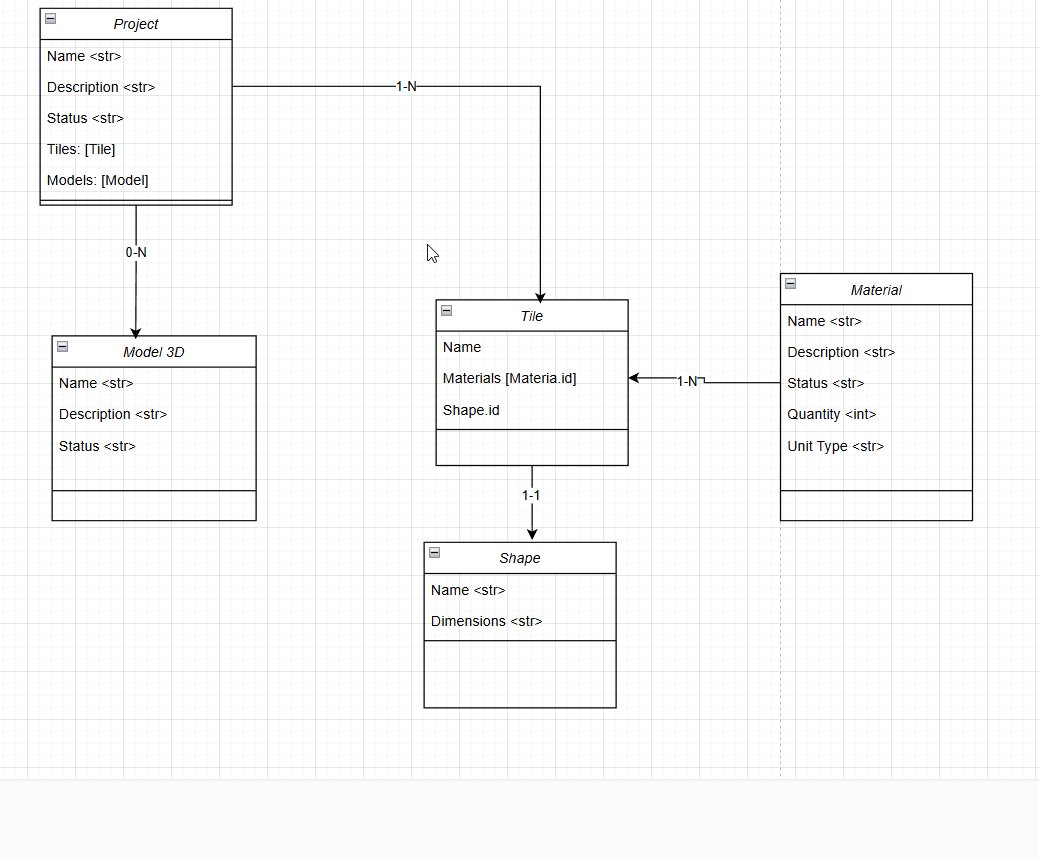 Project
Name <str>
Description <str>
Status <str>
Tiles: [Tile]
Models: [Model]
1-N
0-N
Model 3D
Name <str>
Description <str>
Status <str>
Tile
Name
Materials [Materia.id]
Shape.id
1-N
Material
Name <str>
Description <str>
Status <str>
Quantity <int>
Unit Type <str>
1-1
Shape
Name <str>
Dimensions <str>